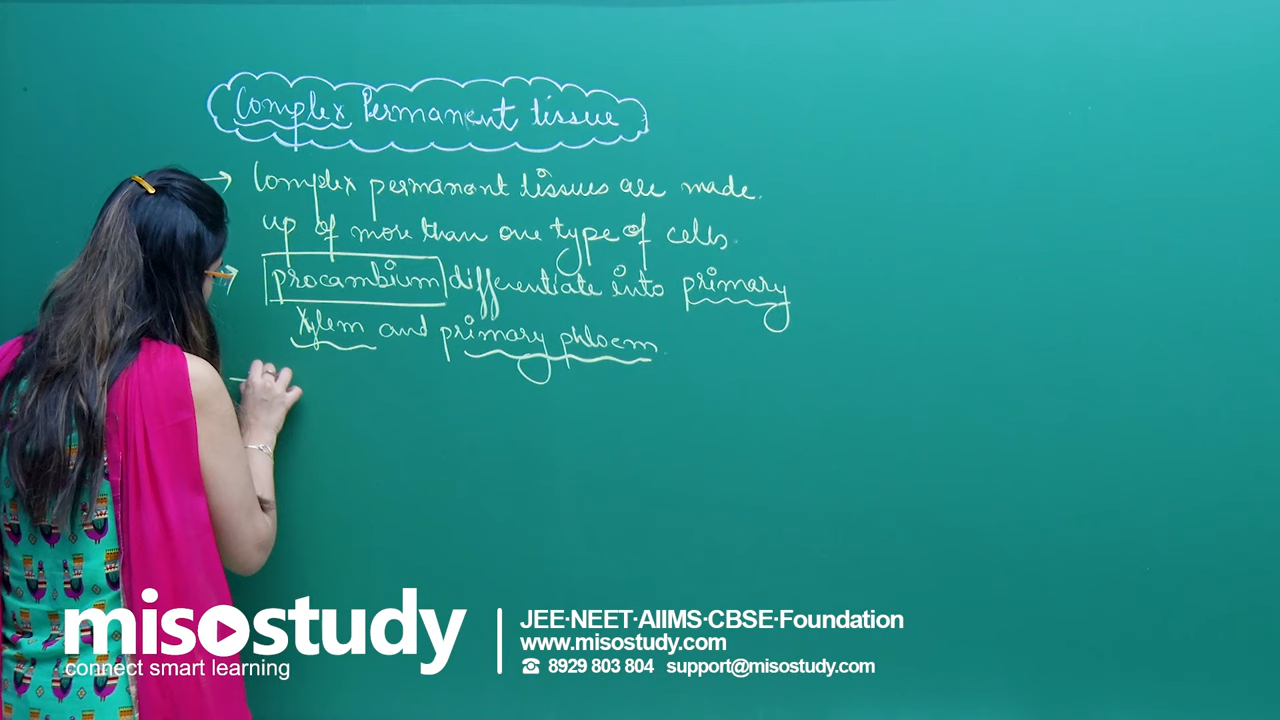 Complex Permanent tissue
→ Complex permanent tissues are made.
up of more than one type of cells.
→ procambium differentiate into primary
Xylem and primary phloem.
misostudy
connect smart learning
JEE·NEET·AIIMS·CBSE·Foundation
www.misostudy.com
☎ 8929 803 804 support@misostudy.com